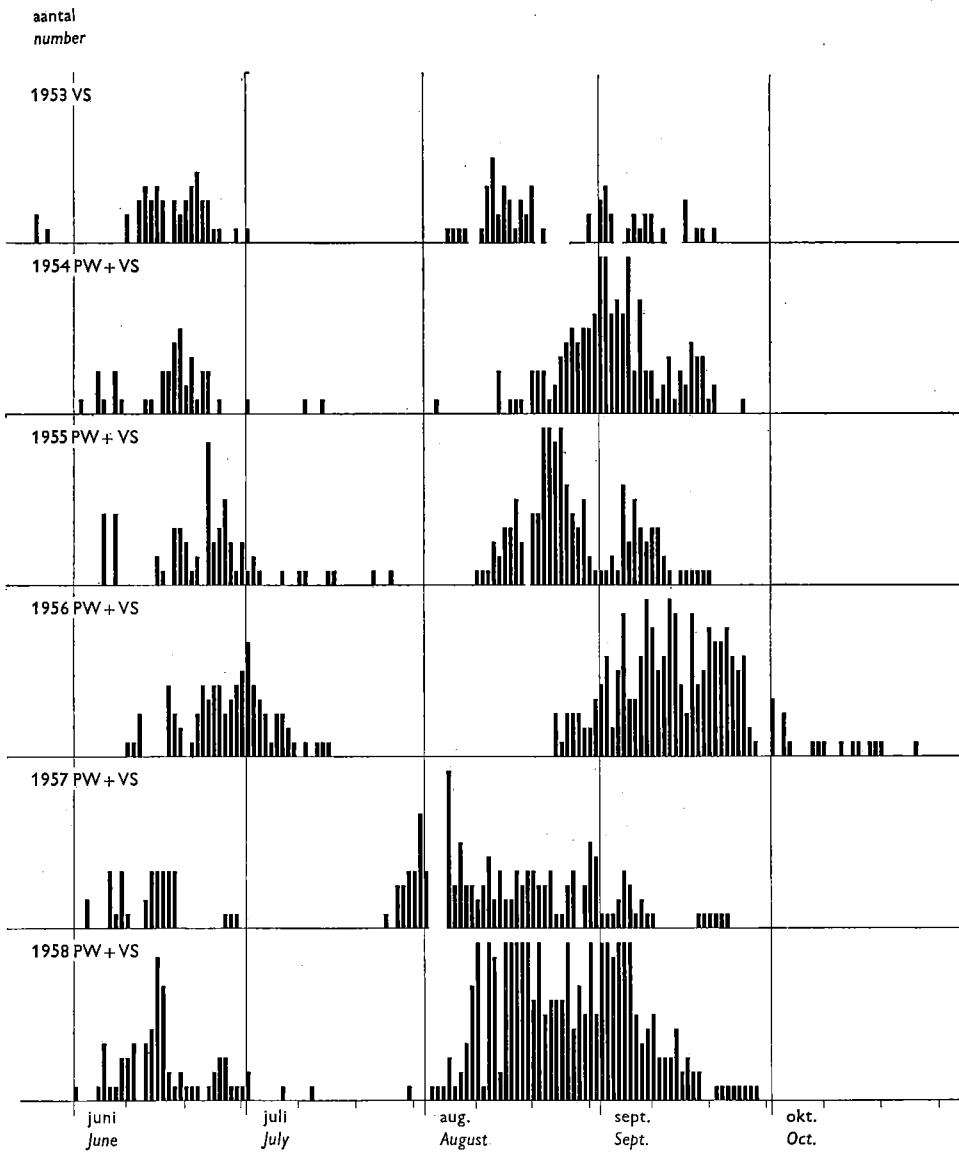 aantal
number
1953 VS
1954 PW + VS
1955 PW + VS
1956 PW + VS
1957 PW + VS
1958 PW + VS
juni juli aug. sept. okt.
June July August Sept. Oct.